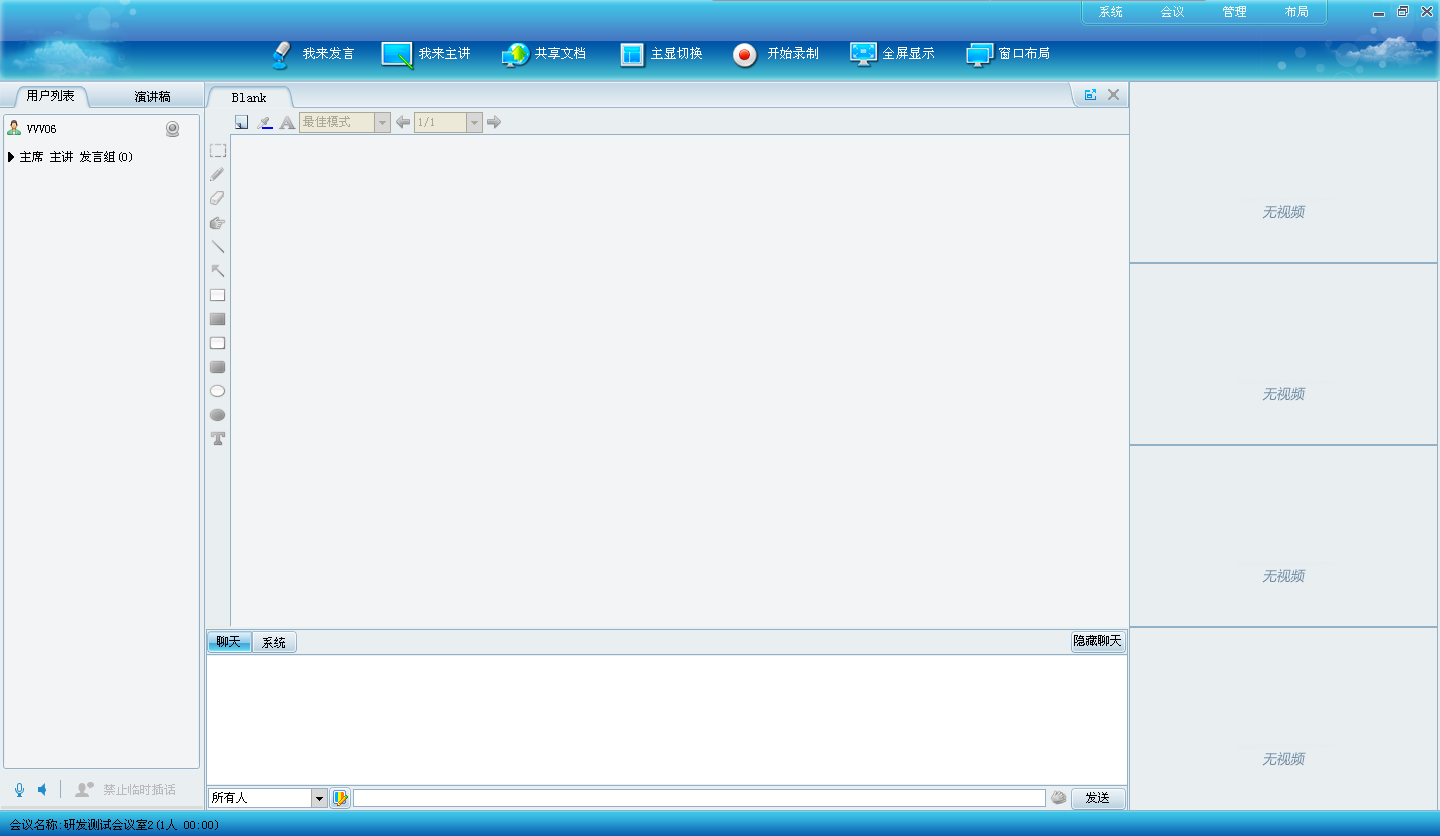 系统 会议 管理 布局
我来发言 我来主讲 共享文档 主显切换 开始录制 全屏显示 窗口布局
用户列表 演讲稿 Blank
VVV06
最佳模式 1/1
主席 主讲 发言组(0)
无视频
无视频
无视频
聊天 系统 隐藏聊天
无视频
禁止临时插话
所有人 发送
会议名称:研发测试会议室2(1人 00:00)